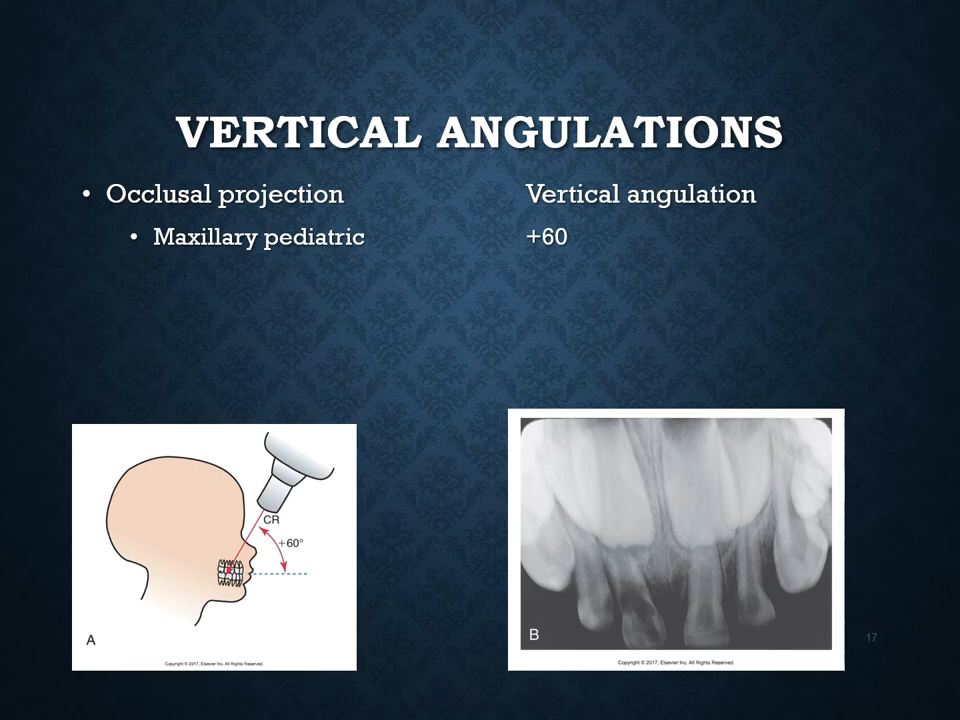 VERTICAL ANGULATIONS
• Occlusal projection Vertical angulation
• Maxillary pediatric +60
CR
+60°
A
Copyright © 2017, Elsevier Inc. All Rights Reserved.
B
Copyright © 2017, Elsevier Inc. All Rights Reserved.
17